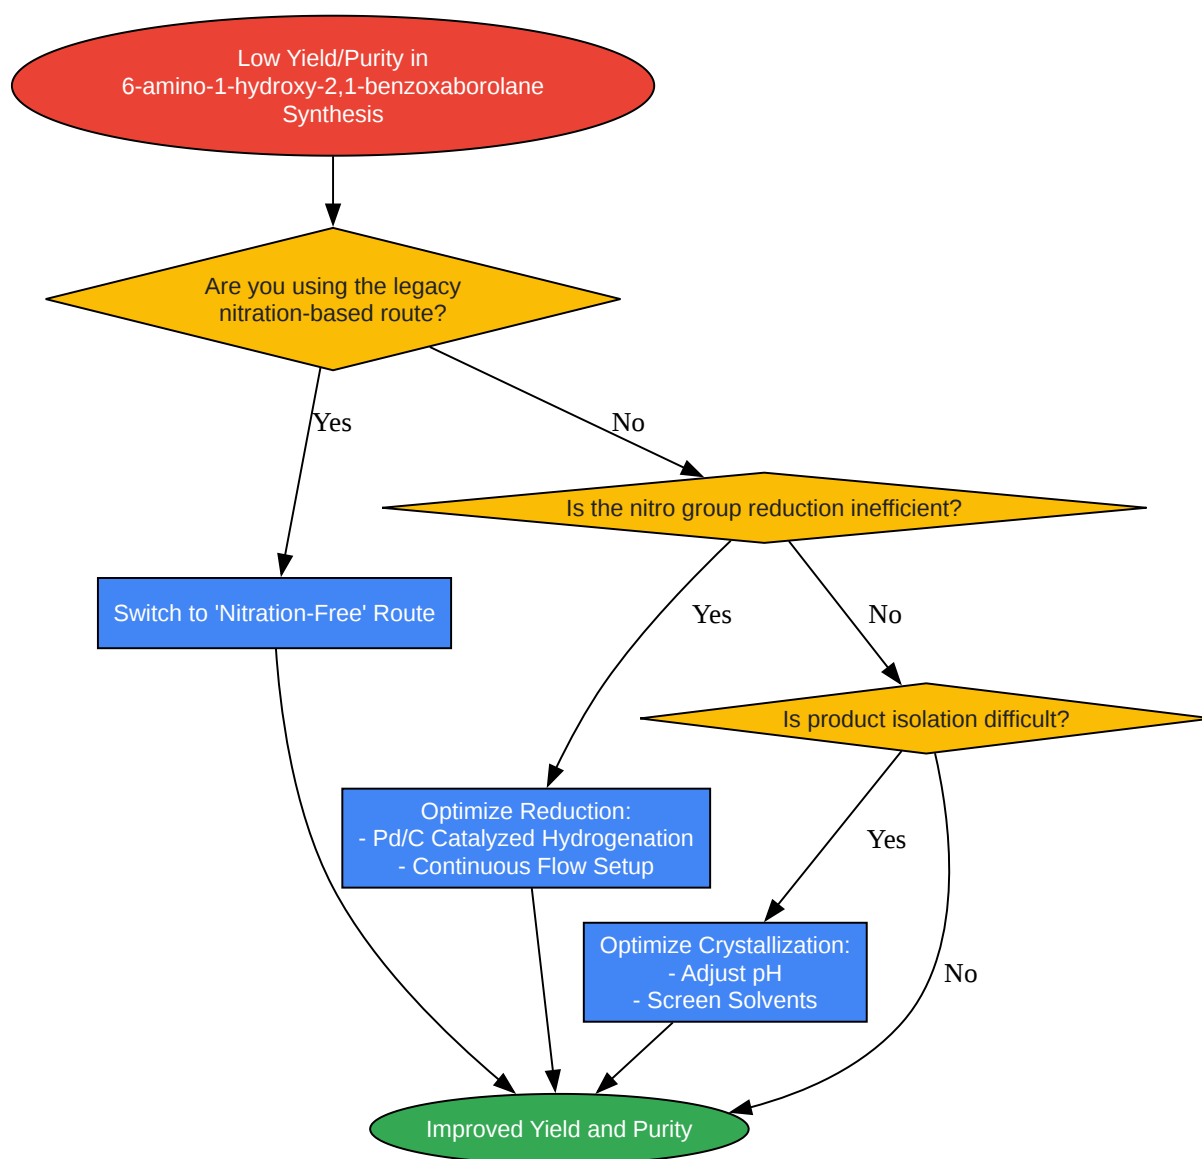 Low Yield/Purity in
6-amino-1-hydroxy-2,1-benzoxaborolane
Synthesis
Are you using the legacy
nitration-based route?
Yes
No
Is the nitro group reduction inefficient?
Switch to 'Nitration-Free' Route
Yes
No
Is product isolation difficult?
Optimize Reduction:
- Pd/C Catalyzed Hydrogenation
- Continuous Flow Setup
Yes
No
Optimize Crystallization:
- Adjust pH
- Screen Solvents
Improved Yield and Purity